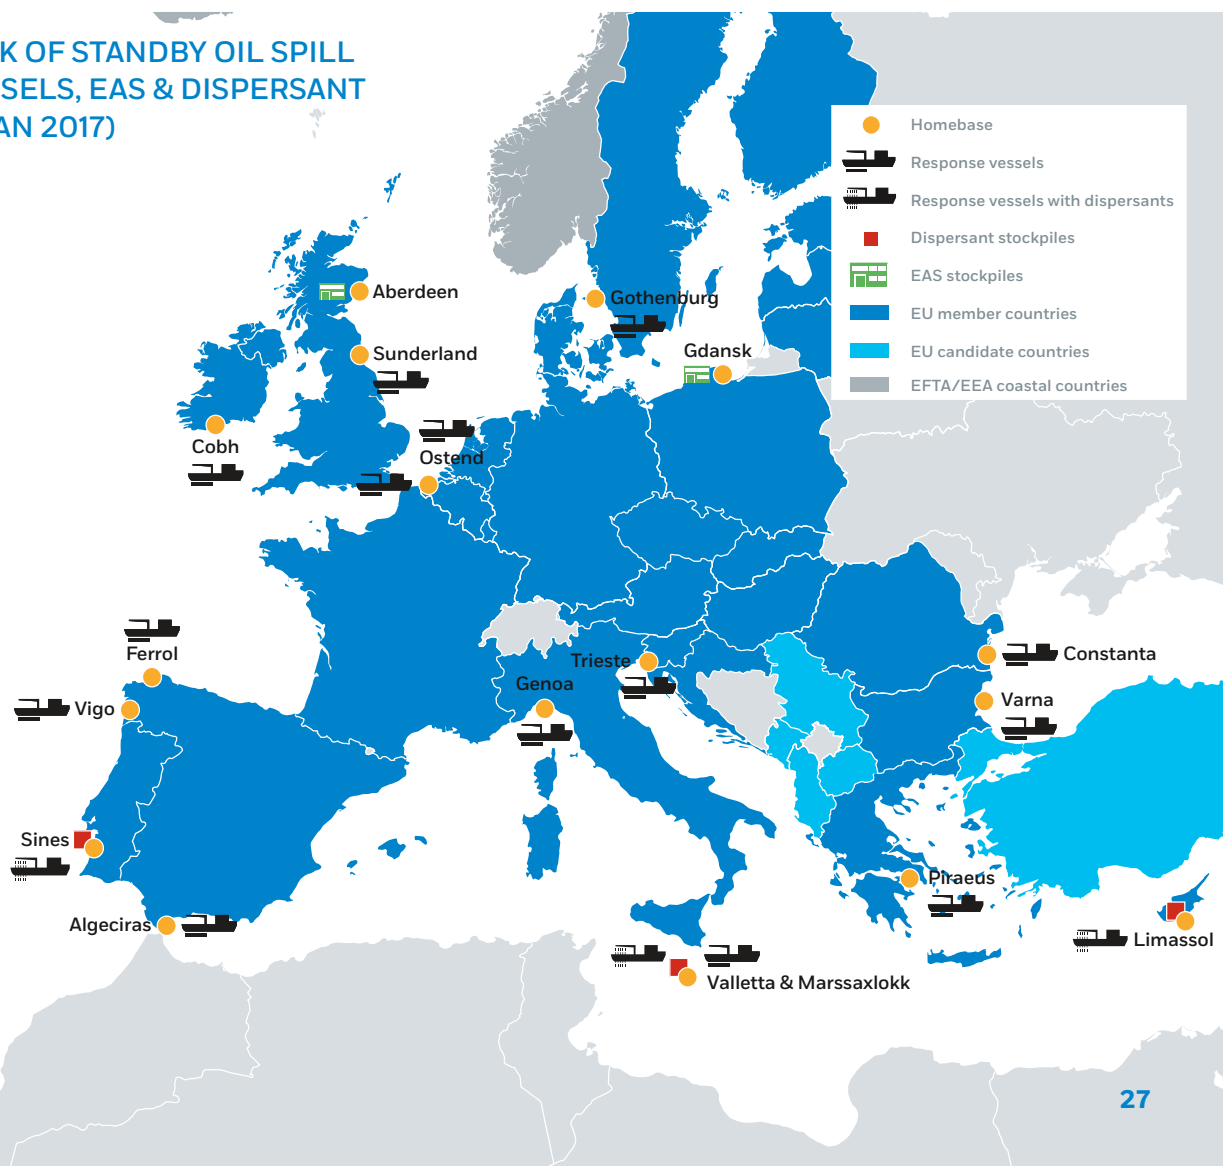 K OF STANDBY OIL SPILL
SELS, EAS & DISPERSANT
AN 2017)
Homebase
Response vessels
Response vessels with dispersants
Dispersant stockpiles
EAS stockpiles
EU member countries
EU candidate countries
EFTA/EEA coastal countries
Aberdeen
Gothenburg
Sunderland
Gdansk
Cobh
Ostend
Ferrol
Trieste
Constanta
Genoa
Vigo
Varna
Sines
Piraeus
Algeciras
Limassol
Valletta & Marssaxlokk
27